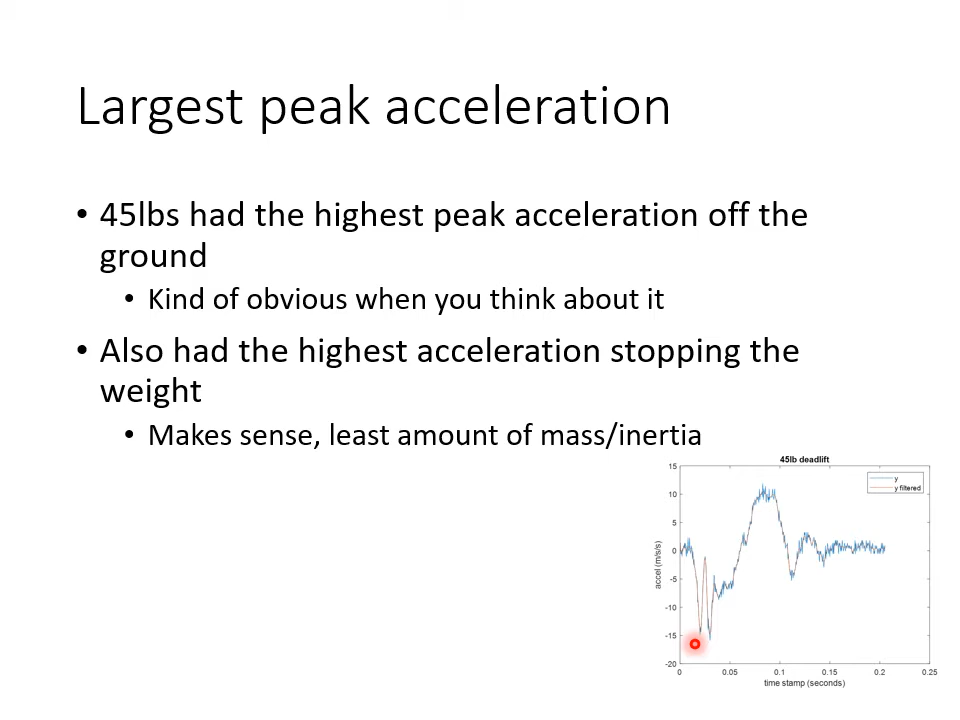 Largest peak acceleration
• 45lbs had the highest peak acceleration off the
ground
• Kind of obvious when you think about it
• Also had the highest acceleration stopping the
weight
• Makes sense, least amount of mass/inertia
45lb deadlift
y
y filtered
accel (m/s/s)
15
10
5
0
-5
-10
-15
-20
0 0.05 0.1 0.15 0.2 0.25
time stamp (seconds)